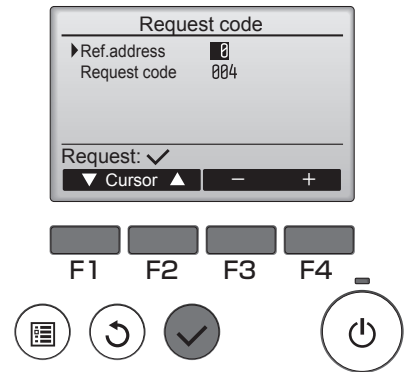 Request code
Ref.address 0
Request code 004
Request: ✓
▼ Cursor ▲ − +
F1 F2 F3 F4